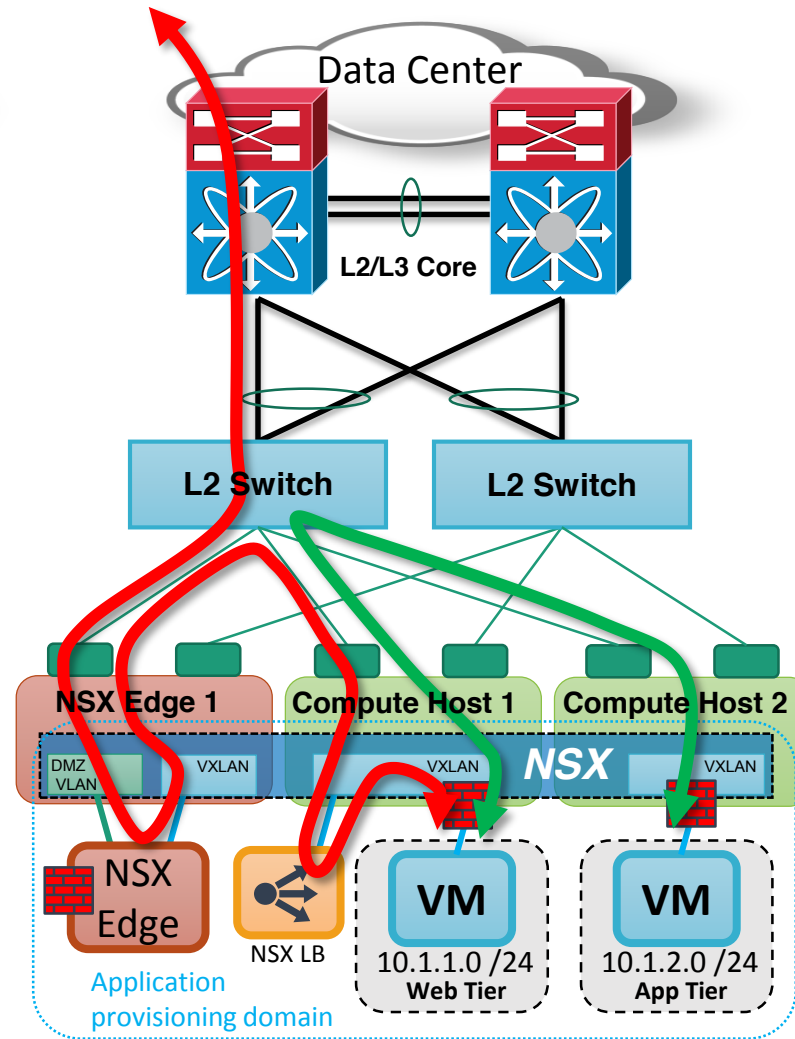 Data Center
L2/L3 Core
L2 Switch
L2 Switch
NSX Edge 1
Compute Host 1
Compute Host 2
DMZ
VLAN
VXLAN
VXLAN
NSX
VXLAN
NSX
Edge
NSX LB
VM
10.1.1.0 /24
Web Tier
VM
10.1.2.0 /24
App Tier
Application
provisioning domain